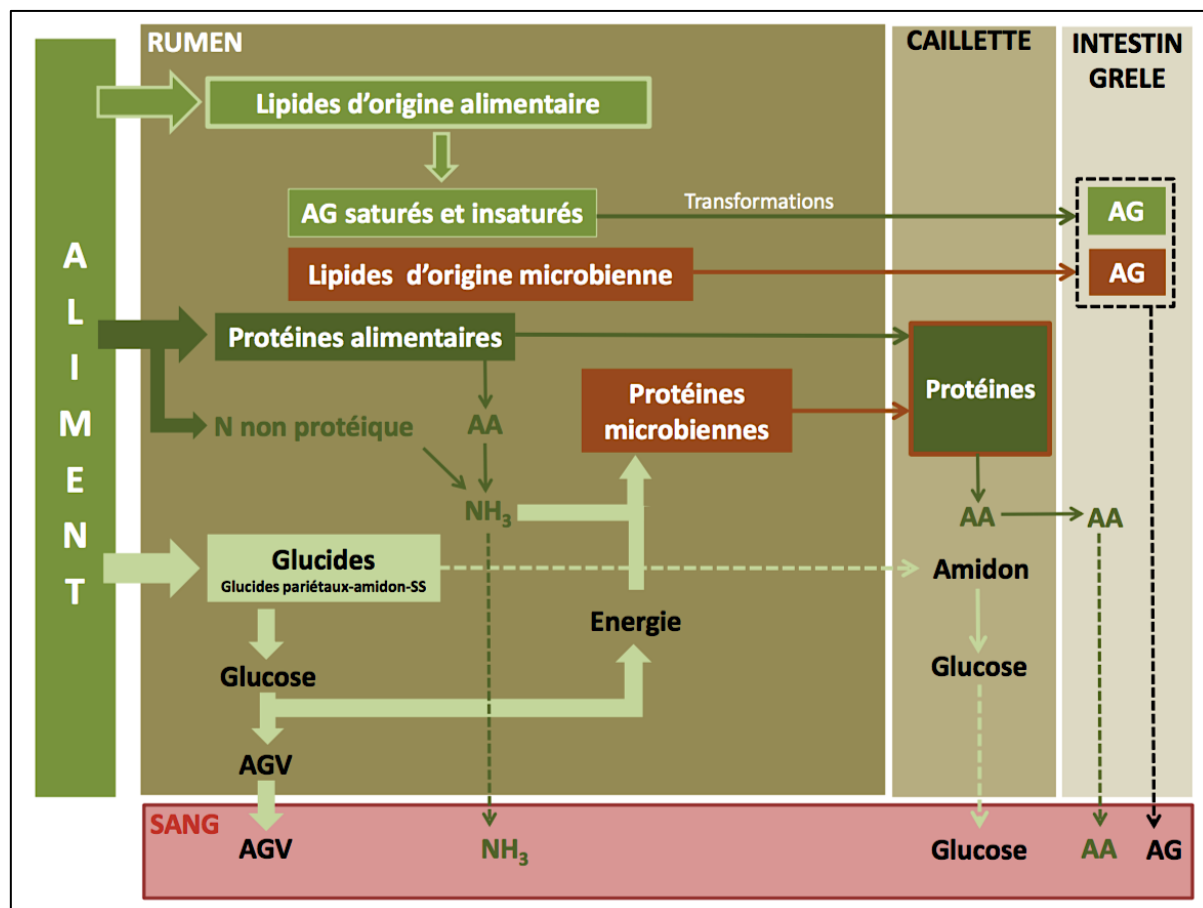 ALIMENT
RUMEN
Lipides d'origine alimentaire
AG saturés et insaturés
Transformations
Lipides d'origine microbienne
Protéines alimentaires
N non protéique
AA
NH₃
Protéines
microbiennes
Glucides
Glucides pariétaux-amidon-SS
Glucose
AGV
Energie
CAILLETTE
Protéines
AA
Amidon
Glucose
INTESTIN
GRELE
AG
AG
AA
SANG
AGV
NH₃
Glucose
AA
AG